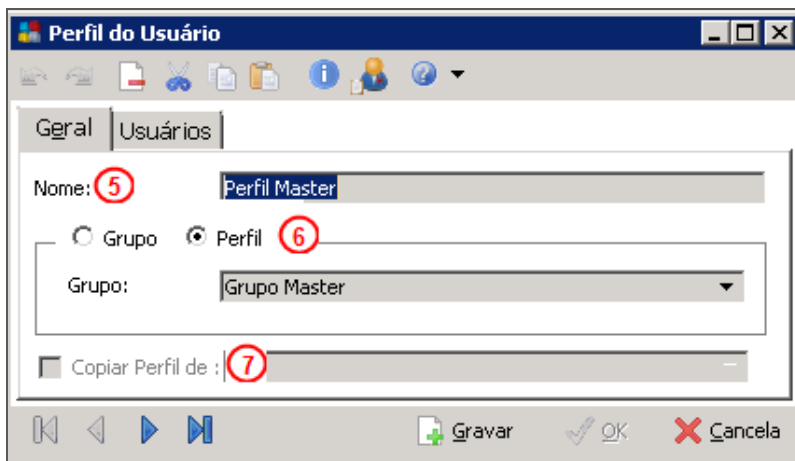 Perfil do Usuário
Geral Usuários
Nome: 5 Perfil Master
Grupo Perfil 6
Grupo: Grupo Master
Copiar Perfil de : 7
Gravar OK Cancela